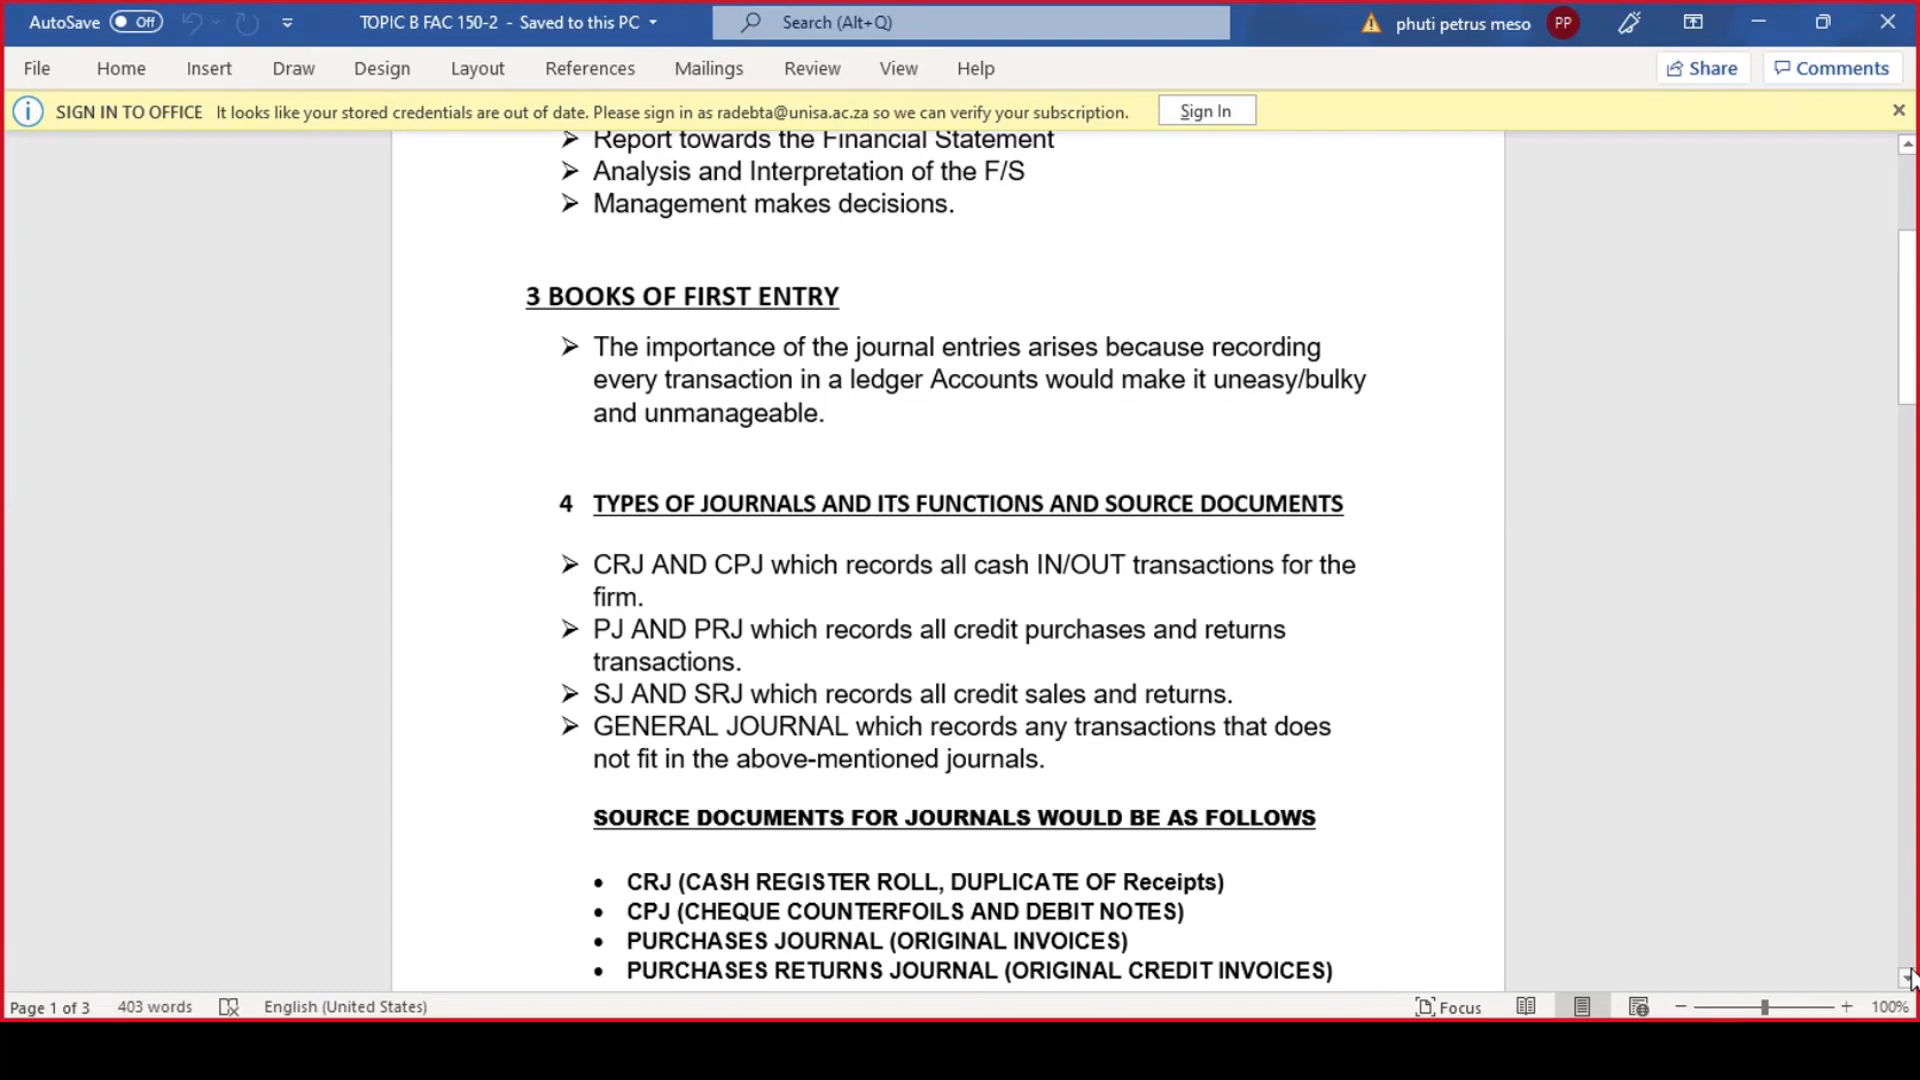 AutoSave Off TOPIC B FAC 150-2 - Saved to this PC Search (Alt+Q) phuti petrus meso PP
File Home Insert Draw Design Layout References Mailings Review View Help Share Comments
SIGN IN TO OFFICE It looks like your stored credentials are out of date. Please sign in as radebta@unisa.ac.za so we can verify your subscription. Sign In
➢ Report towards the Financial Statement
➢ Analysis and Interpretation of the F/S
➢ Management makes decisions.
3 BOOKS OF FIRST ENTRY
➢ The importance of the journal entries arises because recording
every transaction in a ledger Accounts would make it uneasy/bulky
and unmanageable.
4 TYPES OF JOURNALS AND ITS FUNCTIONS AND SOURCE DOCUMENTS
➢ CRJ AND CPJ which records all cash IN/OUT transactions for the
firm.
➢ PJ AND PRJ which records all credit purchases and returns
transactions.
➢ SJ AND SRJ which records all credit sales and returns.
➢ GENERAL JOURNAL which records any transactions that does
not fit in the above-mentioned journals.
SOURCE DOCUMENTS FOR JOURNALS WOULD BE AS FOLLOWS
• CRJ (CASH REGISTER ROLL, DUPLICATE OF Receipts)
• CPJ (CHEQUE COUNTERFOILS AND DEBIT NOTES)
• PURCHASES JOURNAL (ORIGINAL INVOICES)
• PURCHASES RETURNS JOURNAL (ORIGINAL CREDIT INVOICES)
Page 1 of 3 403 words English (United States) Focus 100%